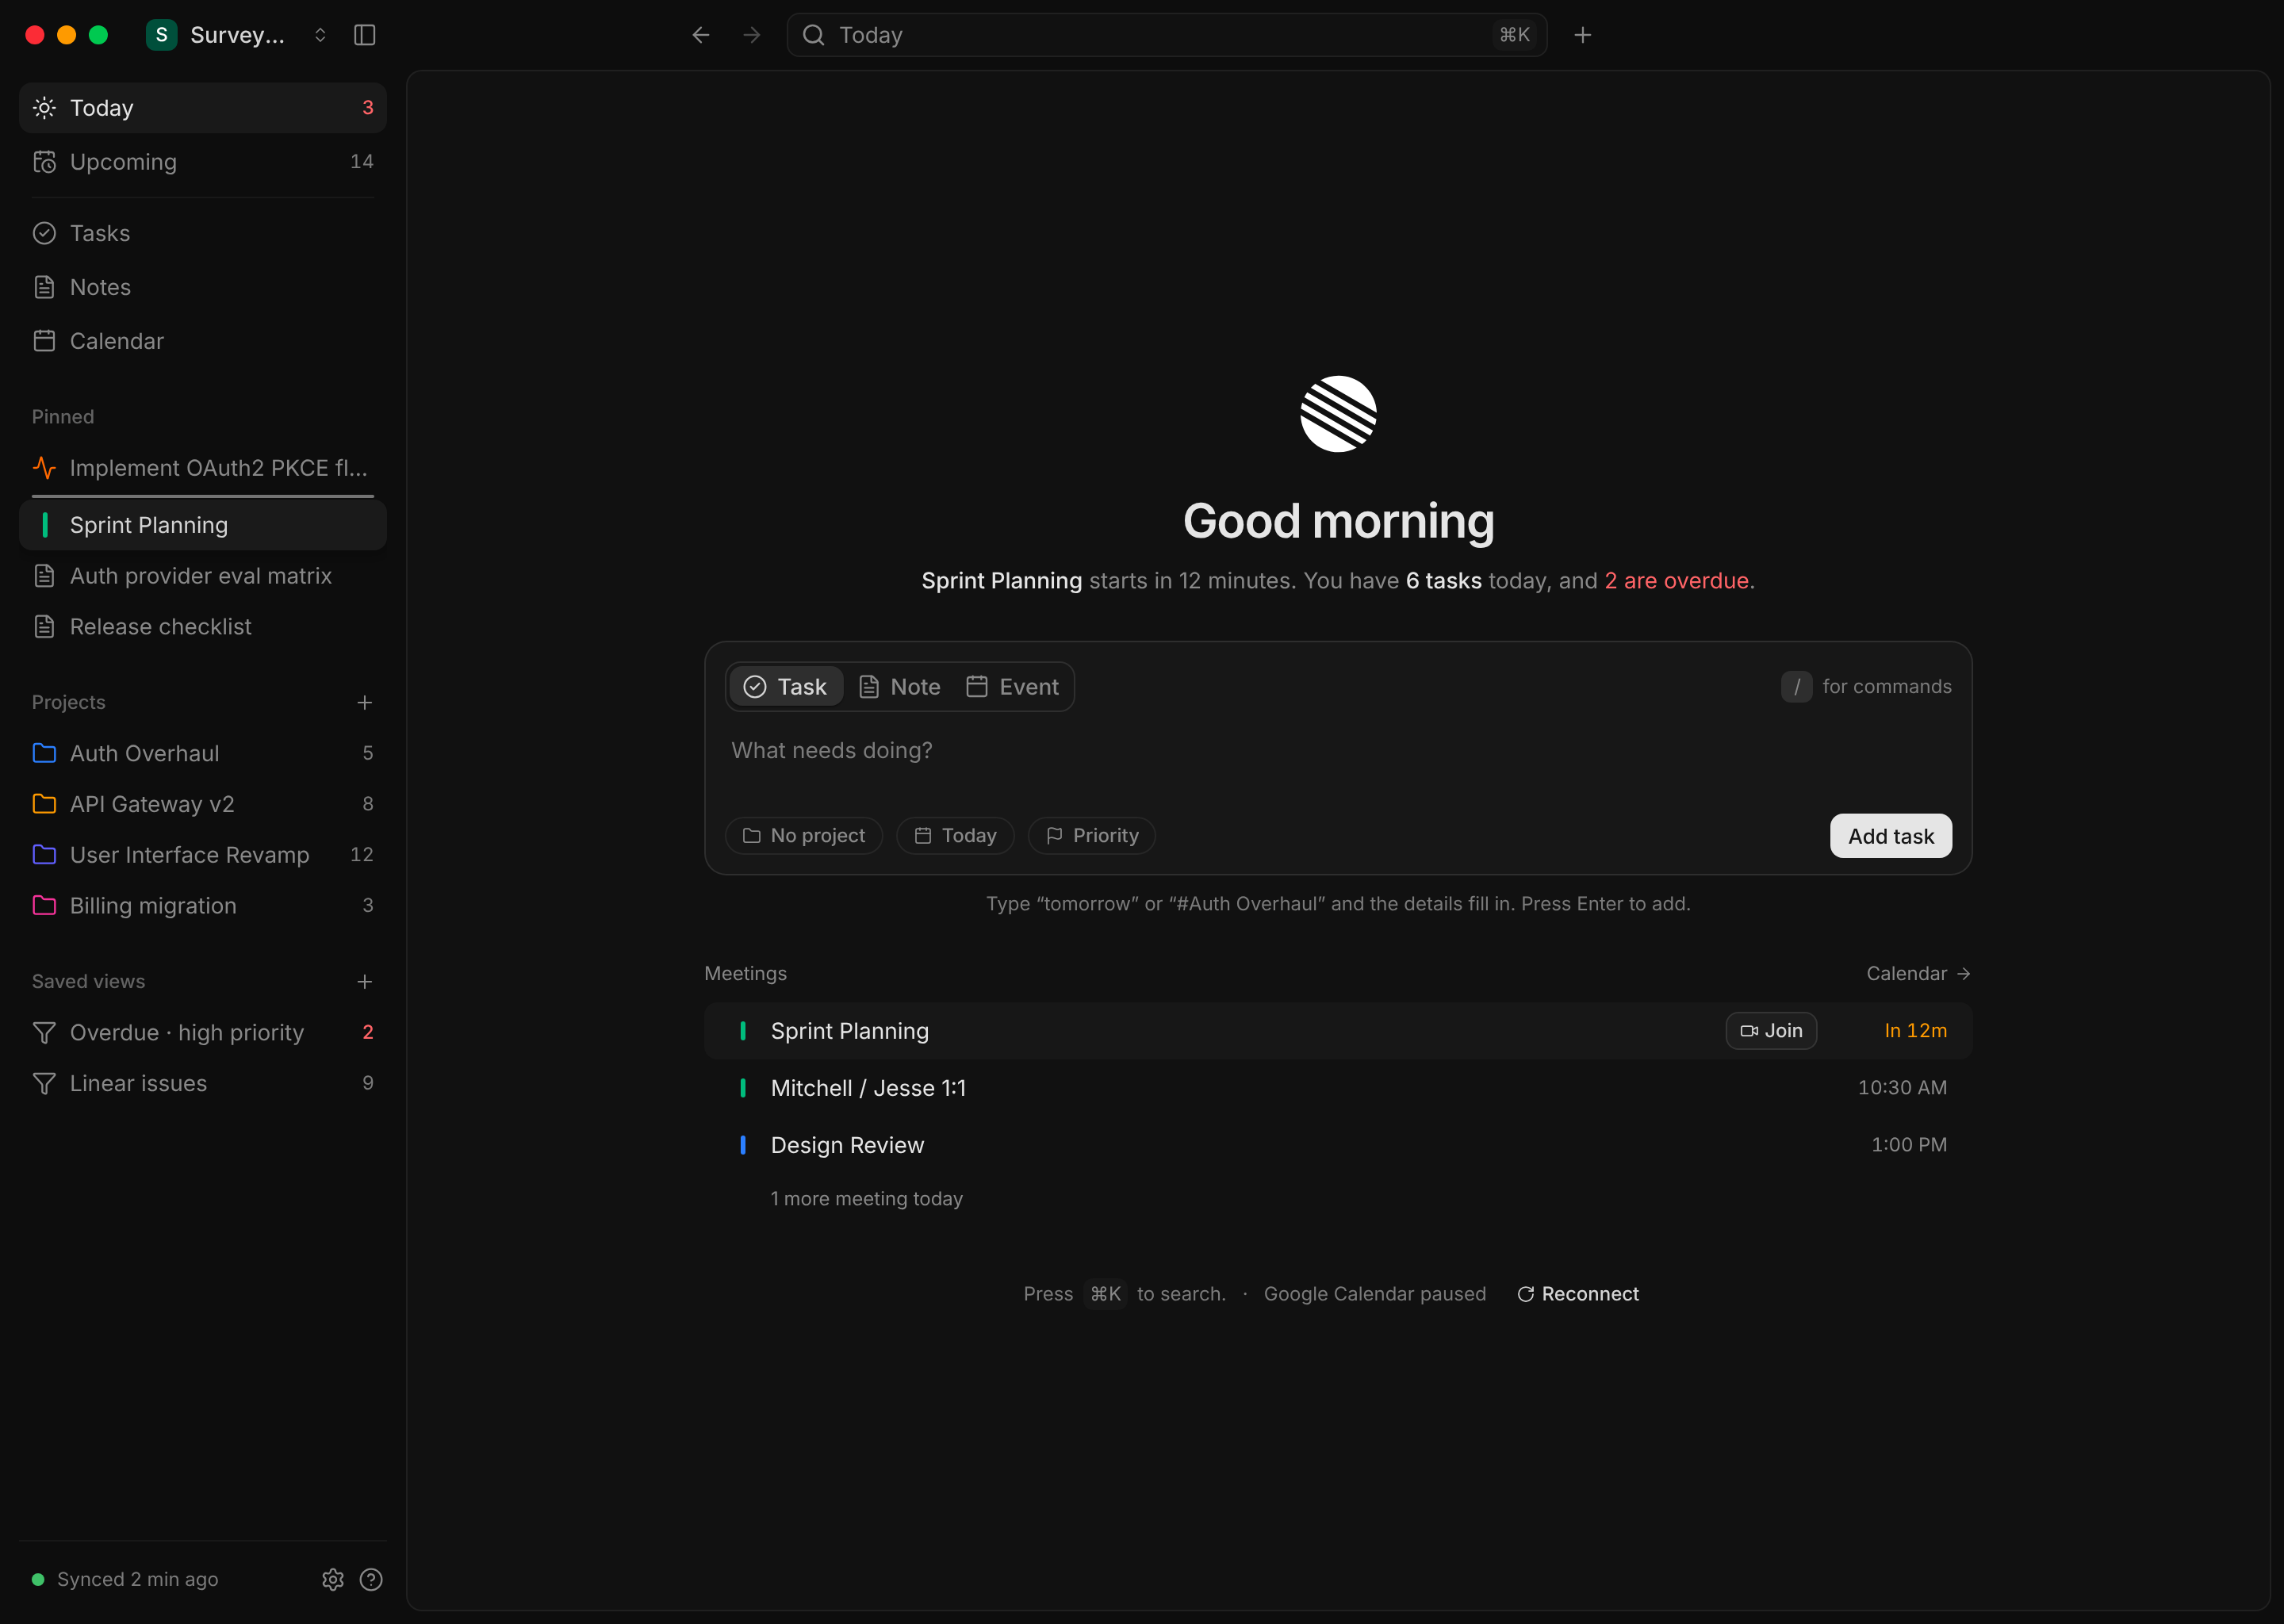 S Survey...
Today ⌘K
Today 3
Upcoming 14
Tasks
Notes
Calendar
Pinned
Implement OAuth2 PKCE fl...
Sprint Planning
Auth provider eval matrix
Release checklist
Projects
Auth Overhaul 5
API Gateway v2 8
User Interface Revamp 12
Billing migration 3
Saved views
Overdue · high priority 2
Linear issues 9
Synced 2 min ago
Good morning
Sprint Planning starts in 12 minutes. You have 6 tasks today, and 2 are overdue.
Task Note Event / for commands
What needs doing?
No project Today Priority Add task
Type “tomorrow” or “#Auth Overhaul” and the details fill in. Press Enter to add.
Meetings Calendar →
Sprint Planning Join In 12m
Mitchell / Jesse 1:1 10:30 AM
Design Review 1:00 PM
1 more meeting today
Press ⌘K to search. · Google Calendar paused Reconnect